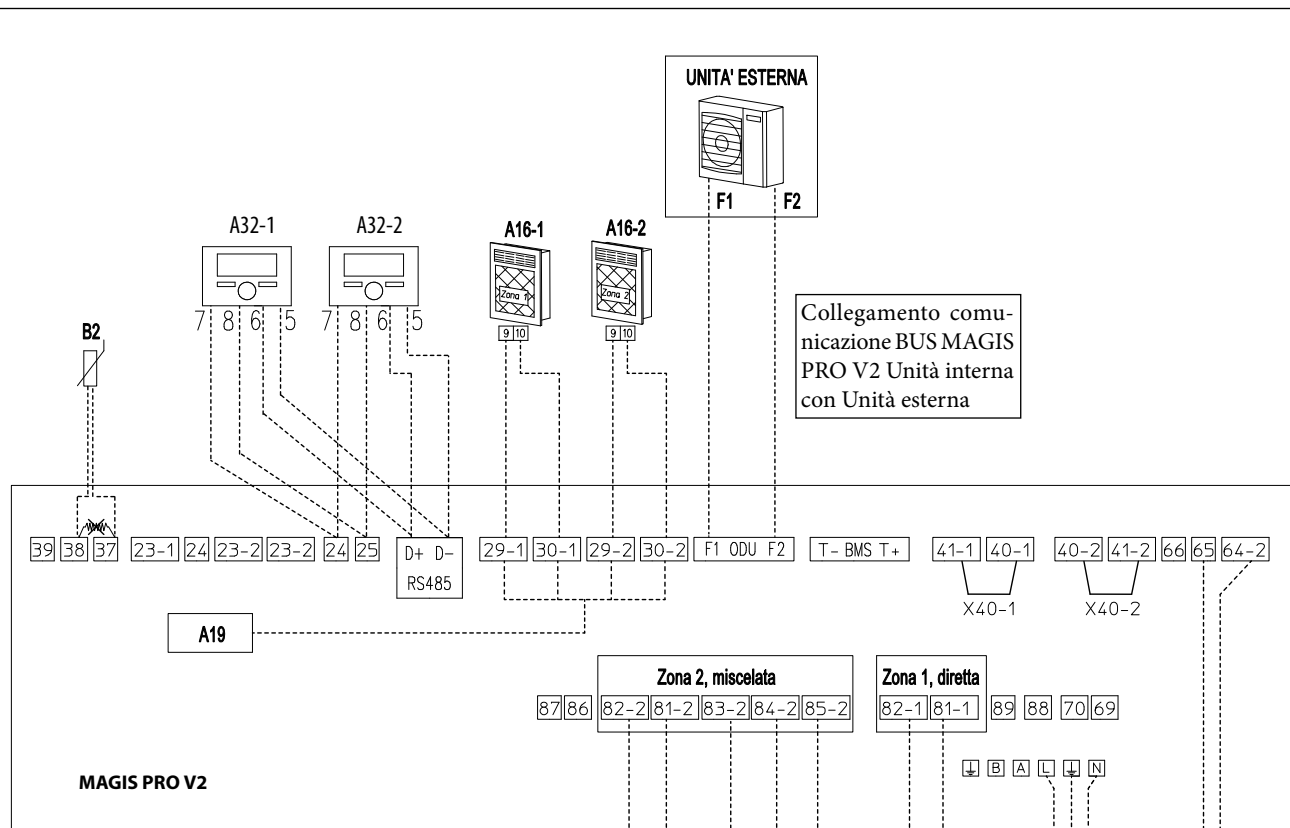 UNITA' ESTERNA
F1 F2
A32-1 A32-2 A16-1 A16-2
Zona 1 Zona 2
7 8 6 5 7 8 6 5
9 10 9 10
B2
Collegamento comu-
nicazione BUS MAGIS
PRO V2 Unità interna
con Unità esterna
39 38 37 23-1 24 23-2 23-2 24 25 D+ D- 29-1 30-1 29-2 30-2 F1 ODU F2 T- BMS T+ 41-1 40-1 40-2 41-2 66 65 64-2
RS485
X40-1 X40-2
A19
Zona 2, miscelata Zona 1, diretta
87 86 82-2 81-2 83-2 84-2 85-2 82-1 81-1 89 88 70 69
B A L N
MAGIS PRO V2